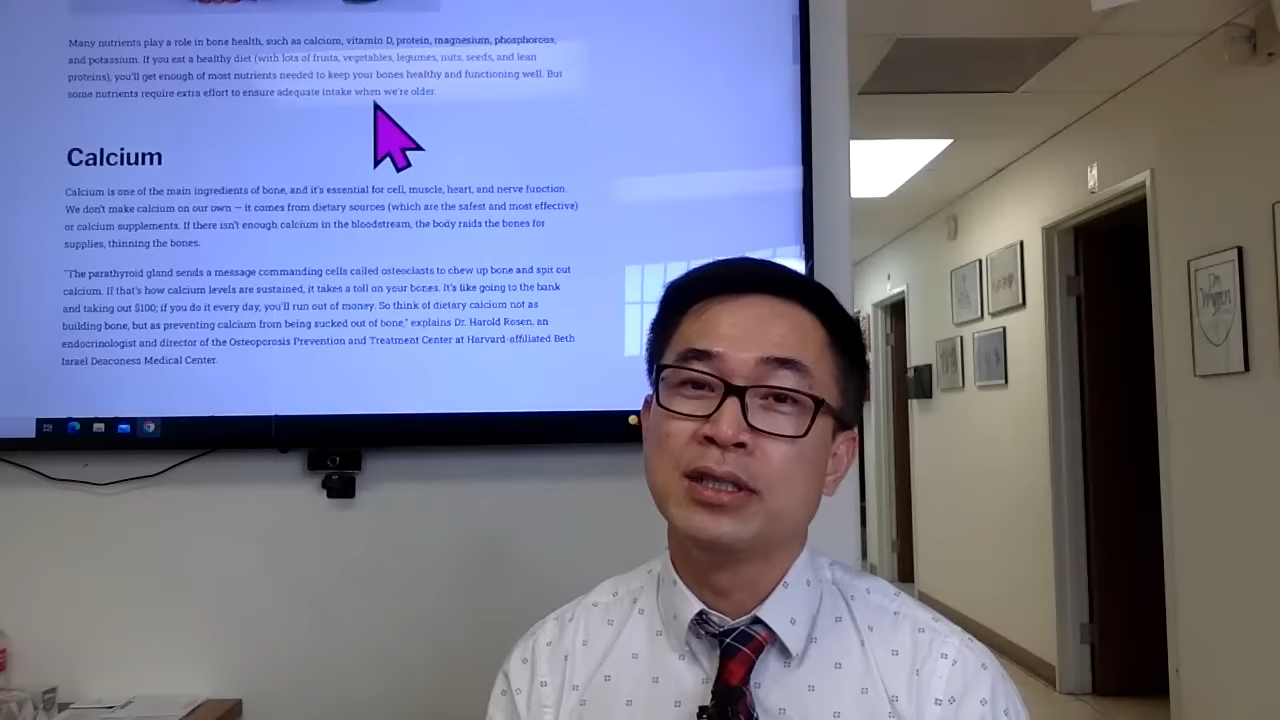 Many nutrients play a role in bone health, such as calcium, vitamin D, protein, magnesium, phosphorous,
and potassium. If you eat a healthy diet (with lots of fruits, vegetables, legumes, nuts, seeds, and lean
proteins), you'll get enough of most nutrients needed to keep your bones healthy and functioning well. But
some nutrients require extra effort to ensure adequate intake when we're older.
Calcium
Calcium is one of the main ingredients of bone, and it's essential for cell, muscle, heart, and nerve function.
We don't make calcium on our own — it comes from dietary sources (which are the safest and most effective)
or calcium supplements. If there isn't enough calcium in the bloodstream, the body raids the bones for
supplies, thinning the bones.
"The parathyroid gland sends a message commanding cells called osteoclasts to chew up bone and spit out
calcium. If that's how calcium levels are sustained, it takes a toll on your bones. It's like going to the bank
and taking out $100; if you do it every day, you'll run out of money. So think of dietary calcium not as
building bone, but as preventing calcium from being sucked out of bone," explains Dr. Harold Rosen, an
endocrinologist and director of the Osteoporosis Prevention and Treatment Center at Harvard-affiliated Beth
Israel Deaconess Medical Center.
Dr.